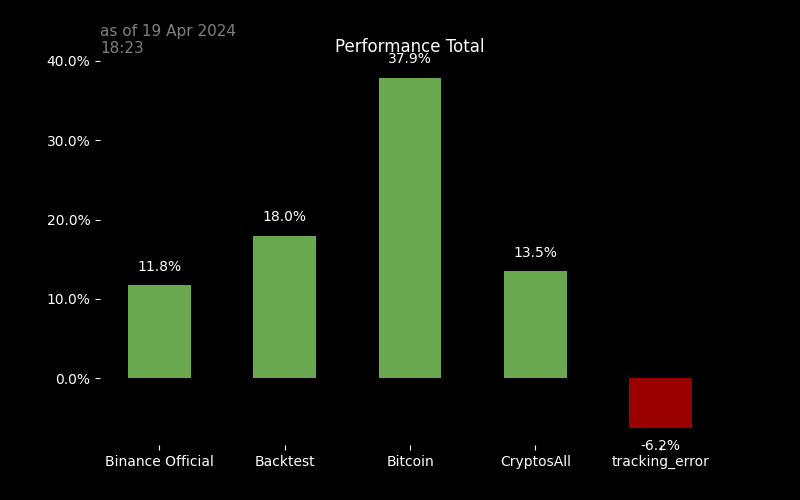 as of 19 Apr 2024
18:23
Performance Total
40.0%
30.0%
20.0%
10.0%
0.0%
11.8%
18.0%
37.9%
13.5%
-6.2%
Binance Official
Backtest
Bitcoin
CryptosAll
tracking_error